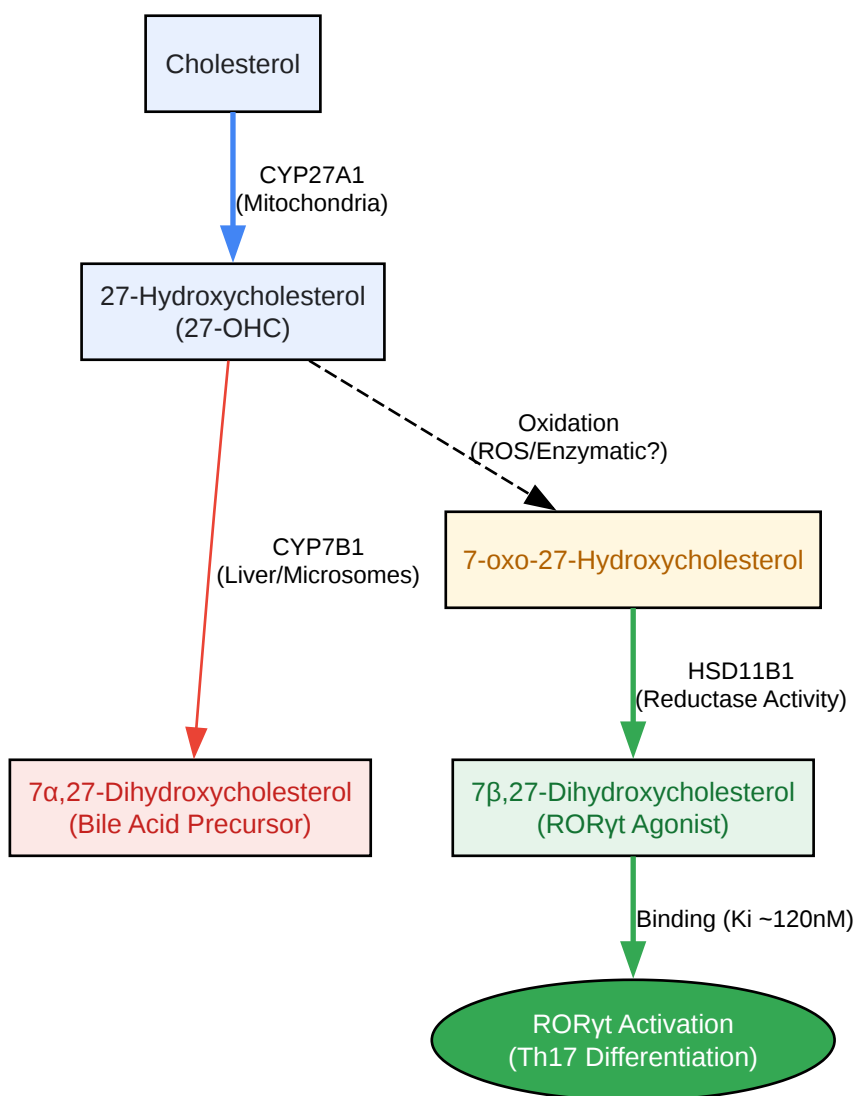 Cholesterol
CYP27A1
(Mitochondria)
27-Hydroxycholesterol
(27-OHC)
Oxidation
(ROS/Enzymatic?)
7-oxo-27-Hydroxycholesterol
CYP7B1
(Liver/Microsomes)
HSD11B1
(Reductase Activity)
7α,27-Dihydroxycholesterol
(Bile Acid Precursor)
7β,27-Dihydroxycholesterol
(RORγt Agonist)
Binding (Ki ~120nM)
RORγt Activation
(Th17 Differentiation)